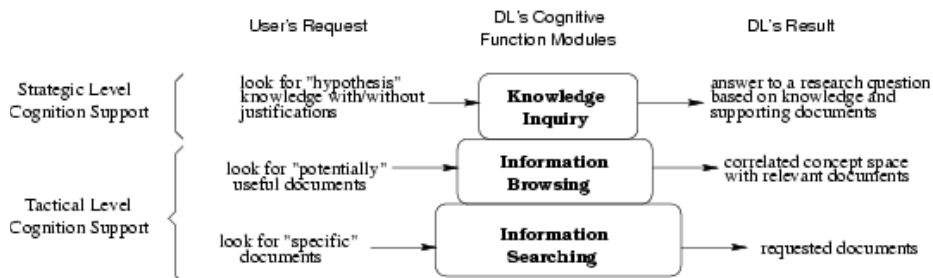 User's Request
DL's Cognitive
Function Modules
DL's Result
Strategic Level
Cognition Support
look for "hypothesis"
knowledge with/without
justifications
Knowledge
Inquiry
answer to a research question
based on knowledge and
supporting documents
Tactical Level
Cognition Support
look for "potentially"
useful documents
Information
Browsing
correlated concept space
with relevant documents
look for "specific"
documents
Information
Searching
requested documents